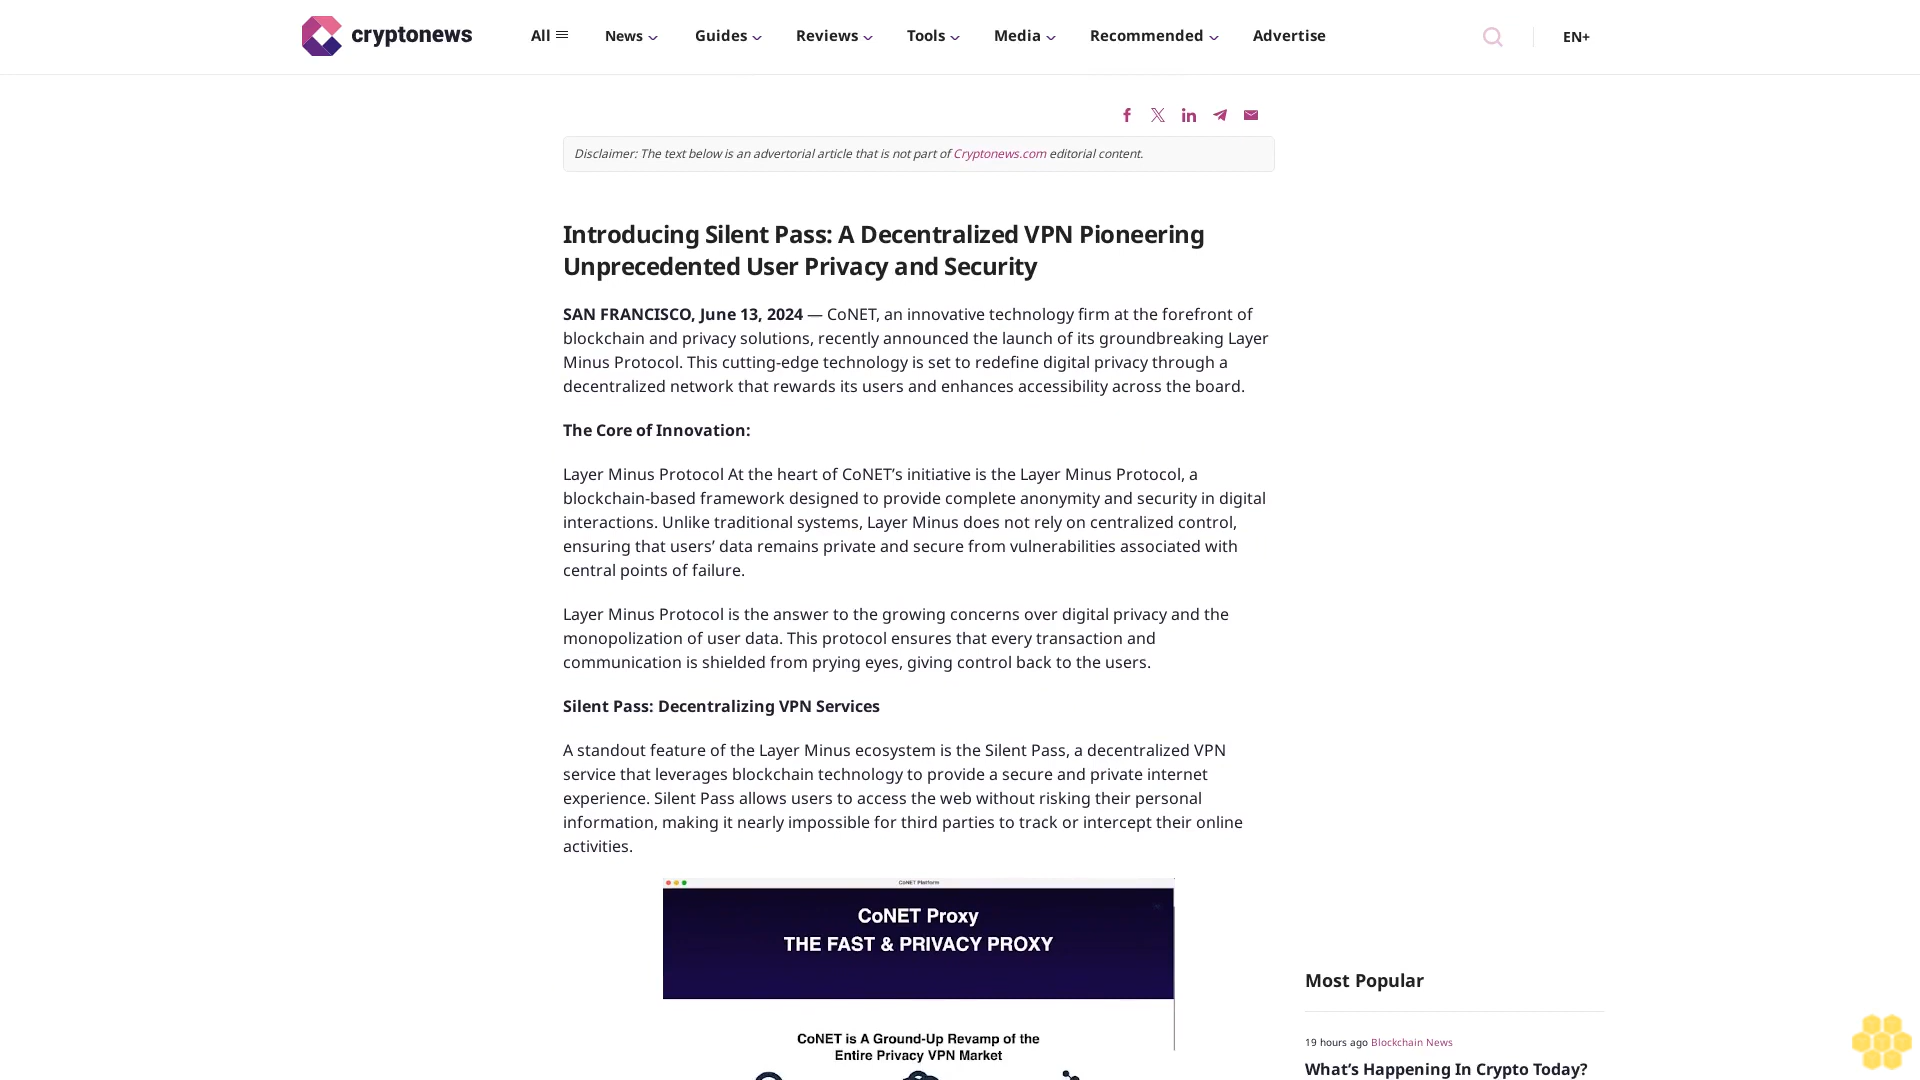 cryptonews
All
News
Guides
Reviews
Tools
Media
Recommended
Advertise
EN+
Disclaimer: The text below is an advertorial article that is not part of Cryptonews.com editorial content.
Introducing Silent Pass: A Decentralized VPN Pioneering
Unprecedented User Privacy and Security
SAN FRANCISCO, June 13, 2024 — CoNET, an innovative technology firm at the forefront of
blockchain and privacy solutions, recently announced the launch of its groundbreaking Layer
Minus Protocol. This cutting-edge technology is set to redefine digital privacy through a
decentralized network that rewards its users and enhances accessibility across the board.
The Core of Innovation:
Layer Minus Protocol At the heart of CoNET’s initiative is the Layer Minus Protocol, a
blockchain-based framework designed to provide complete anonymity and security in digital
interactions. Unlike traditional systems, Layer Minus does not rely on centralized control,
ensuring that users’ data remains private and secure from vulnerabilities associated with
central points of failure.
Layer Minus Protocol is the answer to the growing concerns over digital privacy and the
monopolization of user data. This protocol ensures that every transaction and
communication is shielded from prying eyes, giving control back to the users.
Silent Pass: Decentralizing VPN Services
A standout feature of the Layer Minus ecosystem is the Silent Pass, a decentralized VPN
service that leverages blockchain technology to provide a secure and private internet
experience. Silent Pass allows users to access the web without risking their personal
information, making it nearly impossible for third parties to track or intercept their online
activities.
CoNET Platform
CoNET Proxy
THE FAST & PRIVACY PROXY
CoNET is A Ground-Up Revamp of the
Entire Privacy VPN Market
Most Popular
19 hours ago Blockchain News
What’s Happening In Crypto Today?